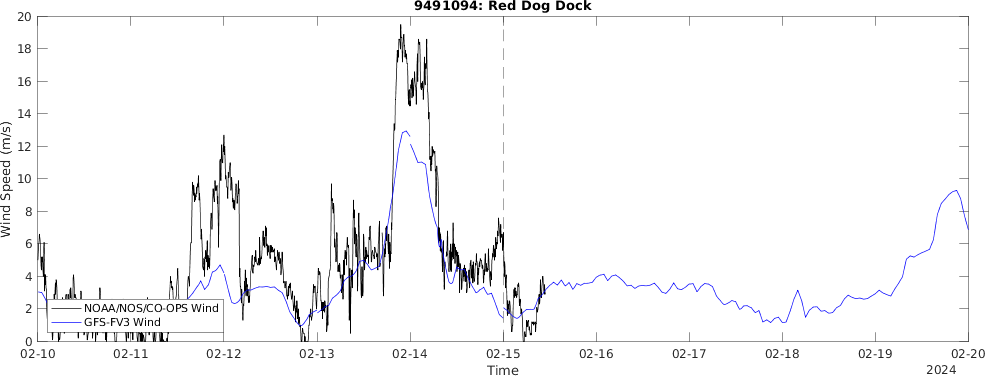 9491094: Red Dog Dock
Wind Speed (m/s)
20
18
16
14
12
10
8
6
4
2
0
NOAA/NOS/CO-OPS Wind
GFS-FV3 Wind
02-10 02-11 02-12 02-13 02-14 02-15 02-16 02-17 02-18 02-19 02-20
Time
2024